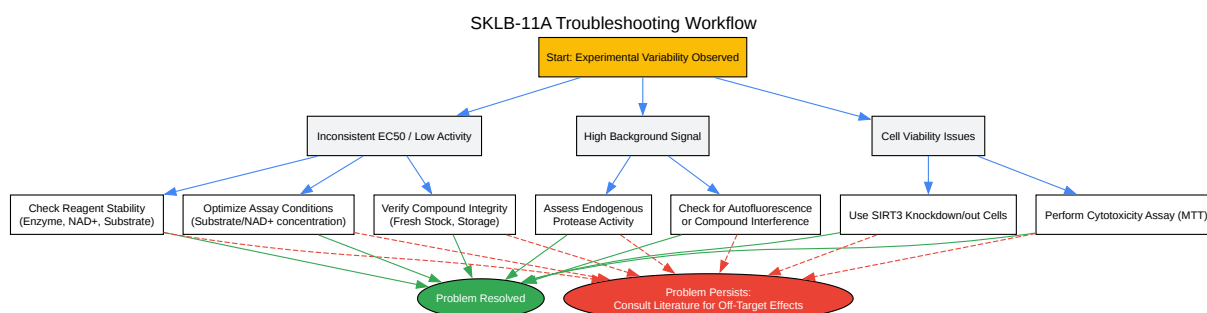 SKLB-11A Troubleshooting Workflow
Start: Experimental Variability Observed
Inconsistent EC50 / Low Activity
High Background Signal
Cell Viability Issues
Check Reagent Stability
(Enzyme, NAD+, Substrate)
Optimize Assay Conditions
(Substrate/NAD+ concentration)
Verify Compound Integrity
(Fresh Stock, Storage)
Assess Endogenous
Protease Activity
Check for Autofluorescence
or Compound Interference
Use SIRT3 Knockdown/out Cells
Perform Cytotoxicity Assay (MTT)
Problem Resolved
Problem Persists:
Consult Literature for Off-Target Effects